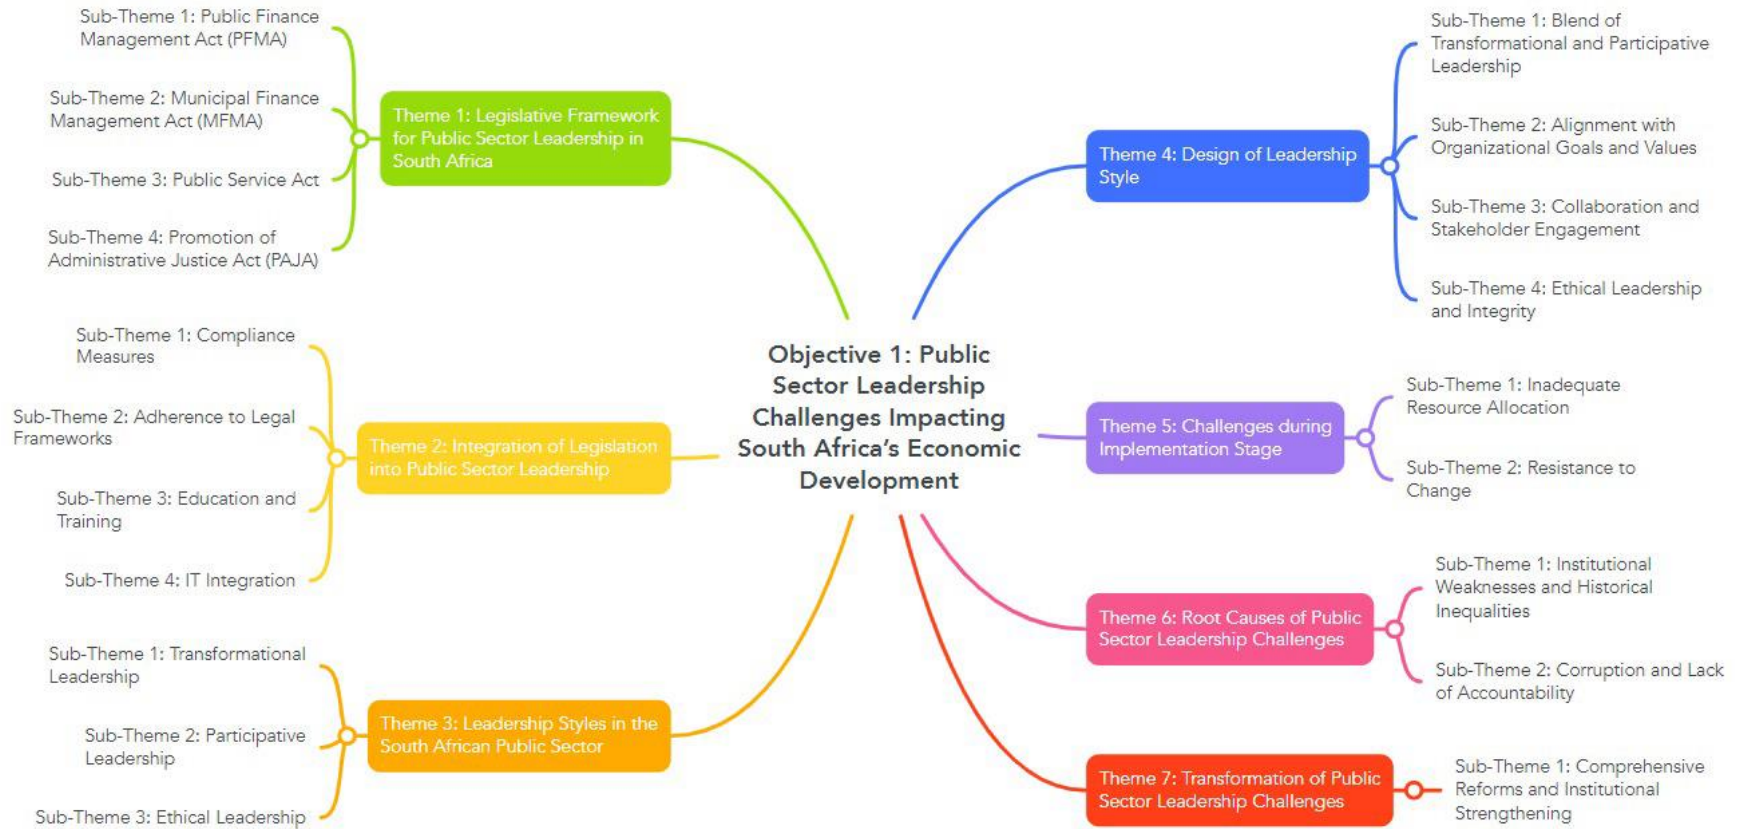 Sub-Theme 1: Public Finance
Management Act (PFMA)
Sub-Theme 2: Municipal Finance
Management Act (MFMA)
Sub-Theme 3: Public Service Act
Sub-Theme 4: Promotion of
Administrative Justice Act (PAJA)
Theme 1: Legislative Framework
for Public Sector Leadership in
South Africa
Sub-Theme 1: Compliance
Measures
Sub-Theme 2: Adherence to Legal
Frameworks
Sub-Theme 3: Education and
Training
Sub-Theme 4: IT Integration
Theme 2: Integration of Legislation
into Public Sector Leadership
Sub-Theme 1: Transformational
Leadership
Sub-Theme 2: Participative
Leadership
Sub-Theme 3: Ethical Leadership
Theme 3: Leadership Styles in the
South African Public Sector
Objective 1: Public
Sector Leadership
Challenges Impacting
South Africa's Economic
Development
Theme 4: Design of Leadership
Style
Sub-Theme 1: Blend of
Transformational and Participative
Leadership
Sub-Theme 2: Alignment with
Organizational Goals and Values
Sub-Theme 3: Collaboration and
Stakeholder Engagement
Sub-Theme 4: Ethical Leadership
and Integrity
Theme 5: Challenges during
Implementation Stage
Sub-Theme 1: Inadequate
Resource Allocation
Sub-Theme 2: Resistance to
Change
Theme 6: Root Causes of Public
Sector Leadership Challenges
Sub-Theme 1: Institutional
Weaknesses and Historical
Inequalities
Sub-Theme 2: Corruption and Lack
of Accountability
Theme 7: Transformation of Public
Sector Leadership Challenges
Sub-Theme 1: Comprehensive
Reforms and Institutional
Strengthening